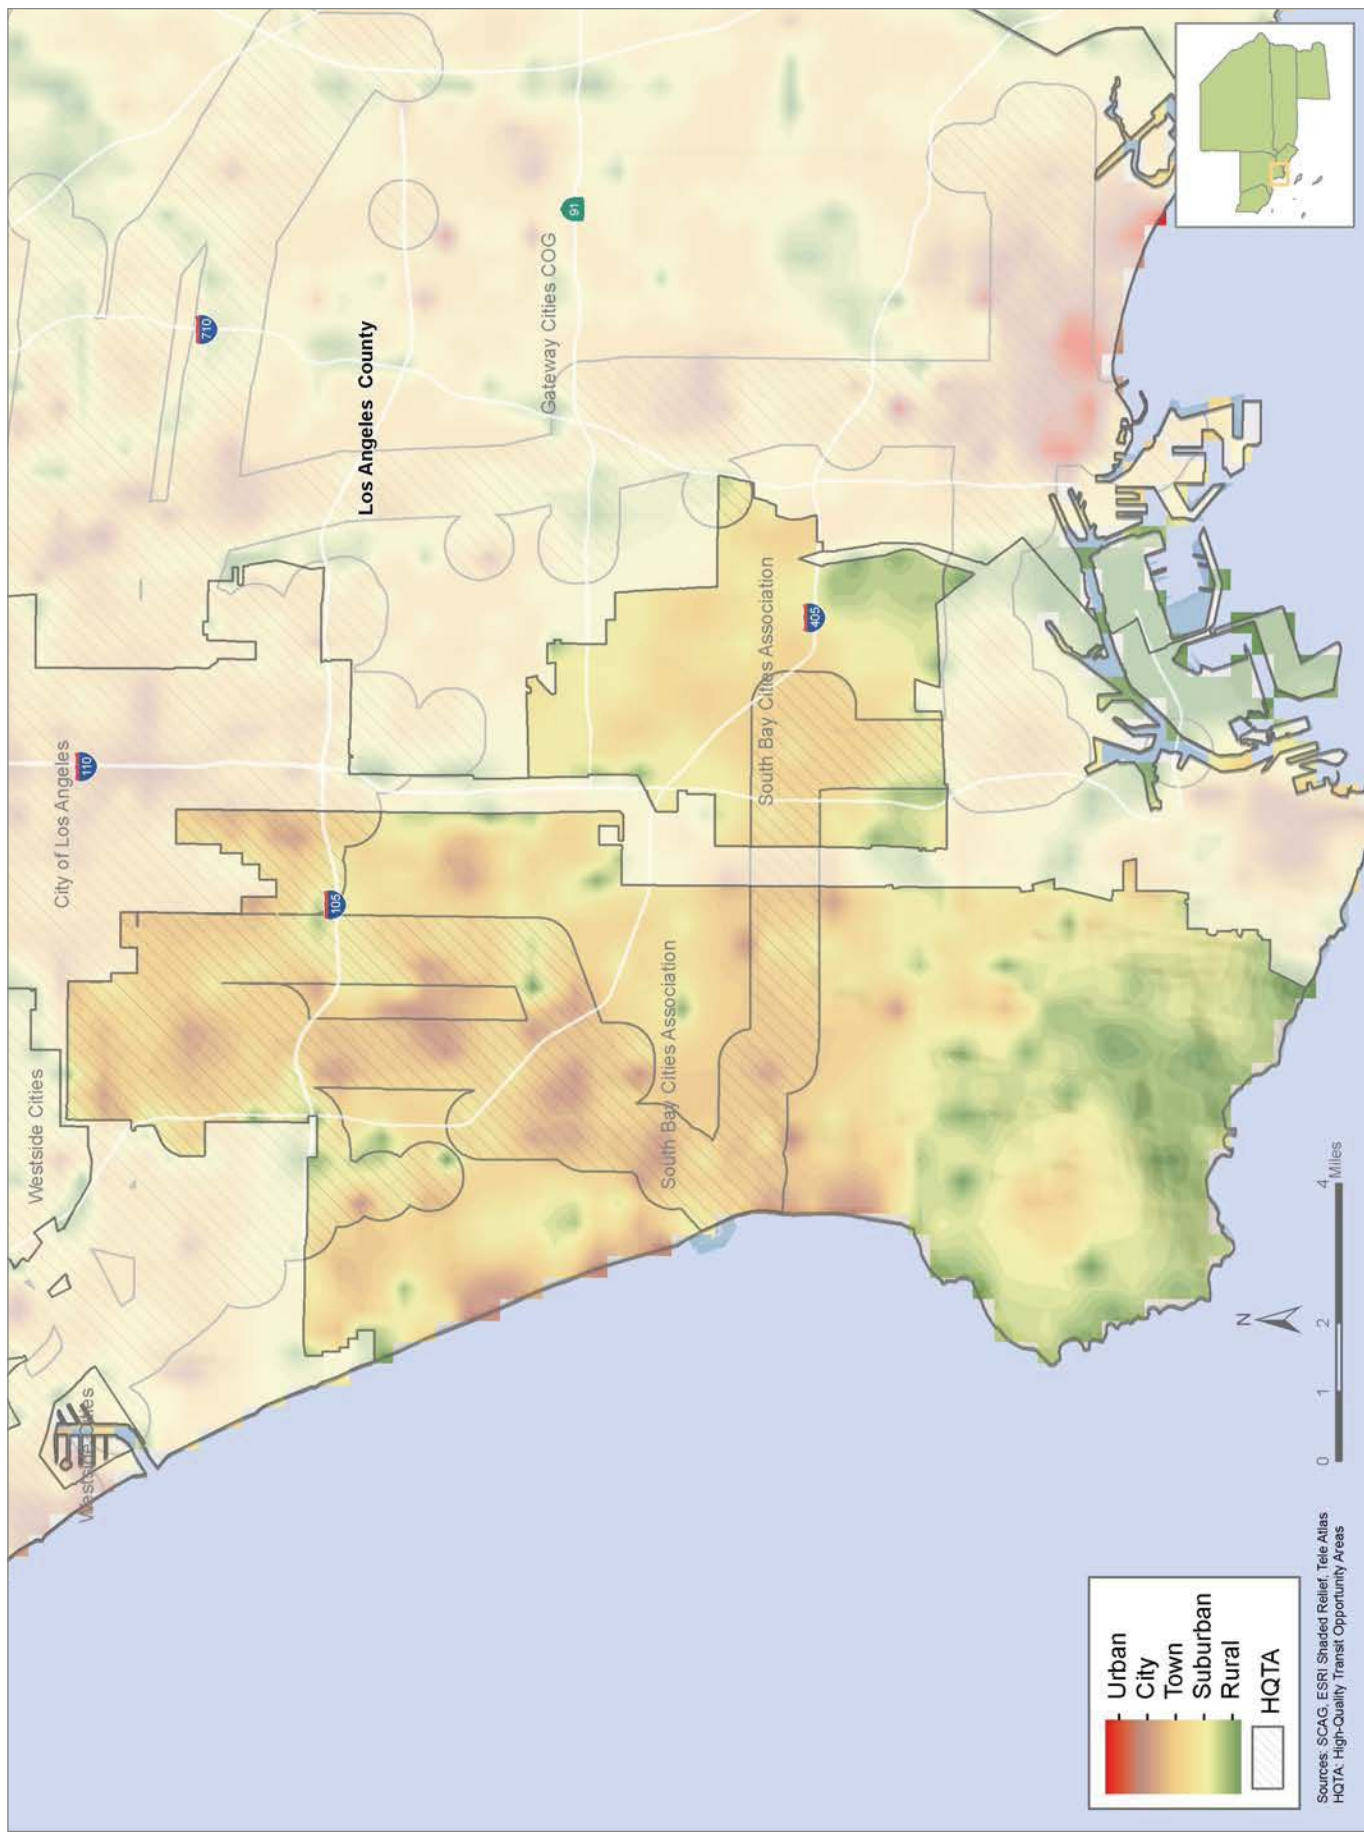 Westside Cities
Westside Cities
City of Los Angeles
110
105
710
Los Angeles County
Gateway Cities COG
91
South Bay Cities Association
South Bay Cities Association
405
Urban
City
Town
Suburban
Rural
HQTA
N
0 1 2 4
Miles
Sources: SCAG, ESRI Shaded Relief, Tele Atlas
HQTA: High-Quality Transit Opportunity Areas